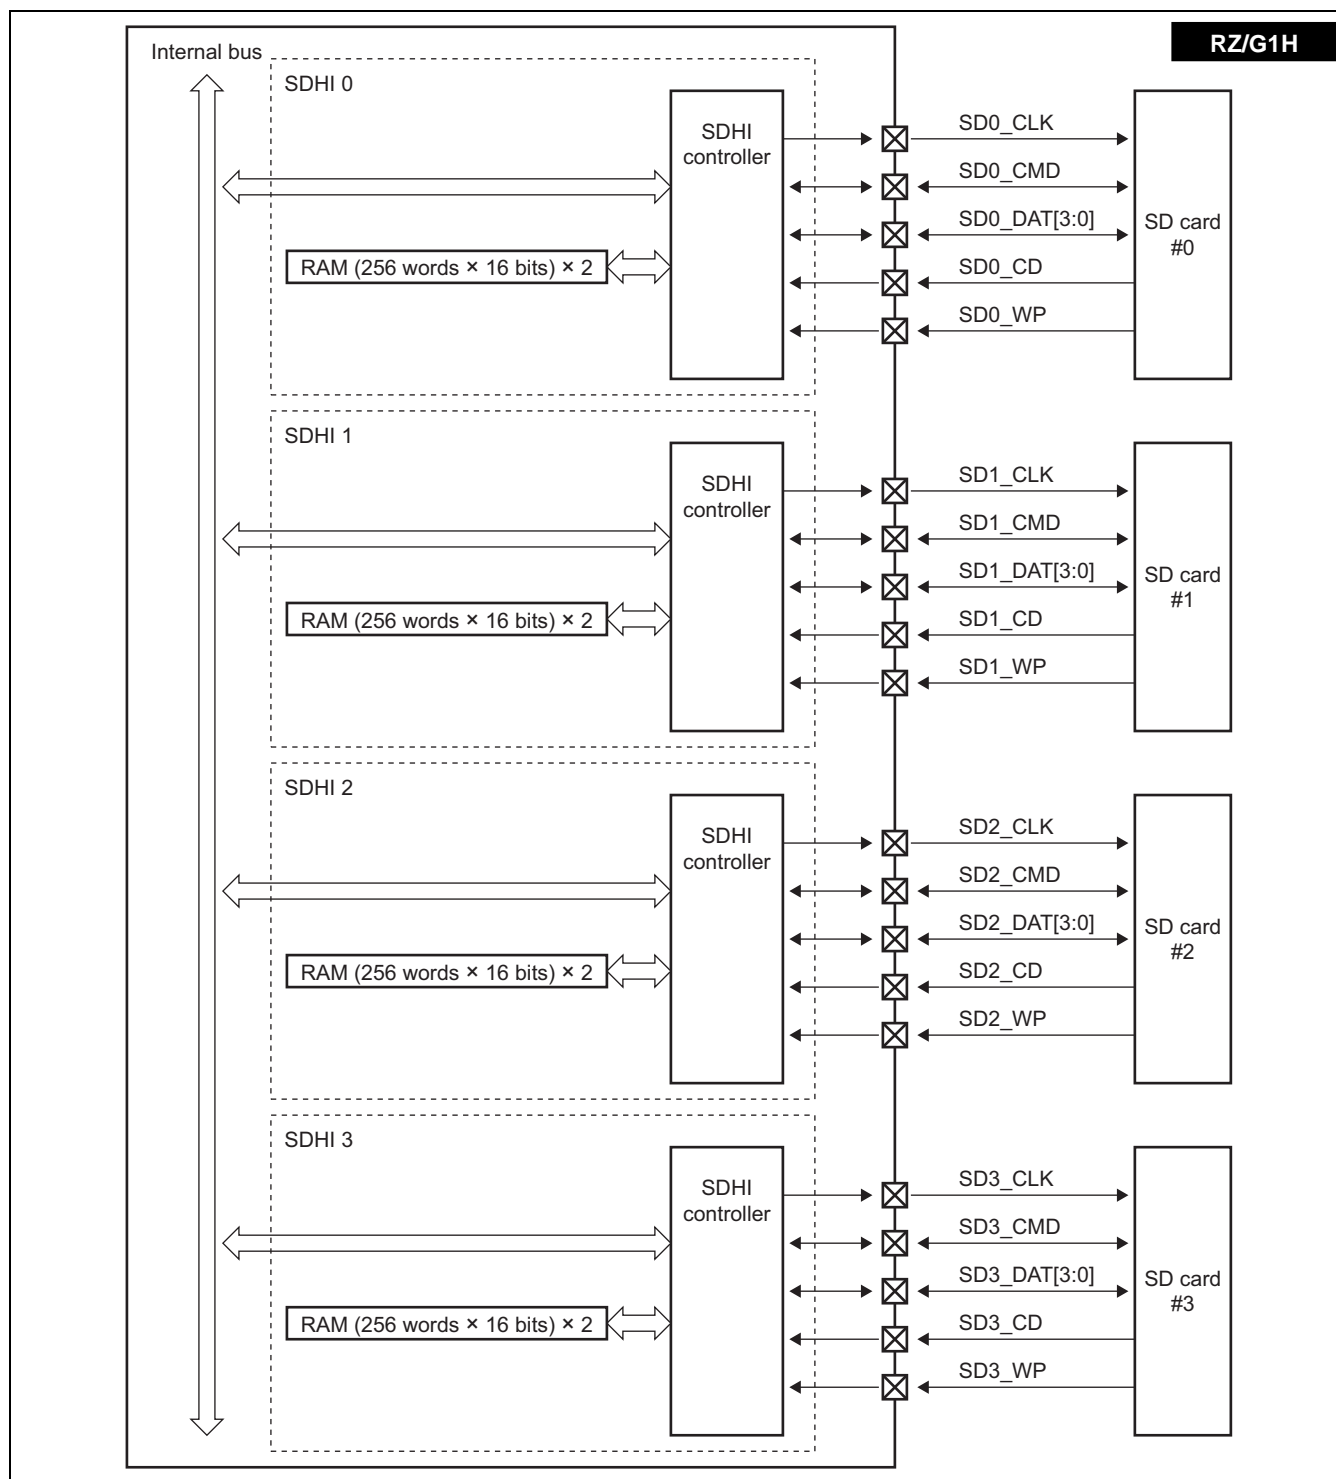 RZ/G1H
Internal bus
SDHI 0
SDHI
controller
RAM (256 words × 16 bits) × 2
SD0_CLK
SD0_CMD
SD0_DAT[3:0]
SD0_CD
SD0_WP
SD card
#0
SDHI 1
SDHI
controller
RAM (256 words × 16 bits) × 2
SD1_CLK
SD1_CMD
SD1_DAT[3:0]
SD1_CD
SD1_WP
SD card
#1
SDHI 2
SDHI
controller
RAM (256 words × 16 bits) × 2
SD2_CLK
SD2_CMD
SD2_DAT[3:0]
SD2_CD
SD2_WP
SD card
#2
SDHI 3
SDHI
controller
RAM (256 words × 16 bits) × 2
SD3_CLK
SD3_CMD
SD3_DAT[3:0]
SD3_CD
SD3_WP
SD card
#3